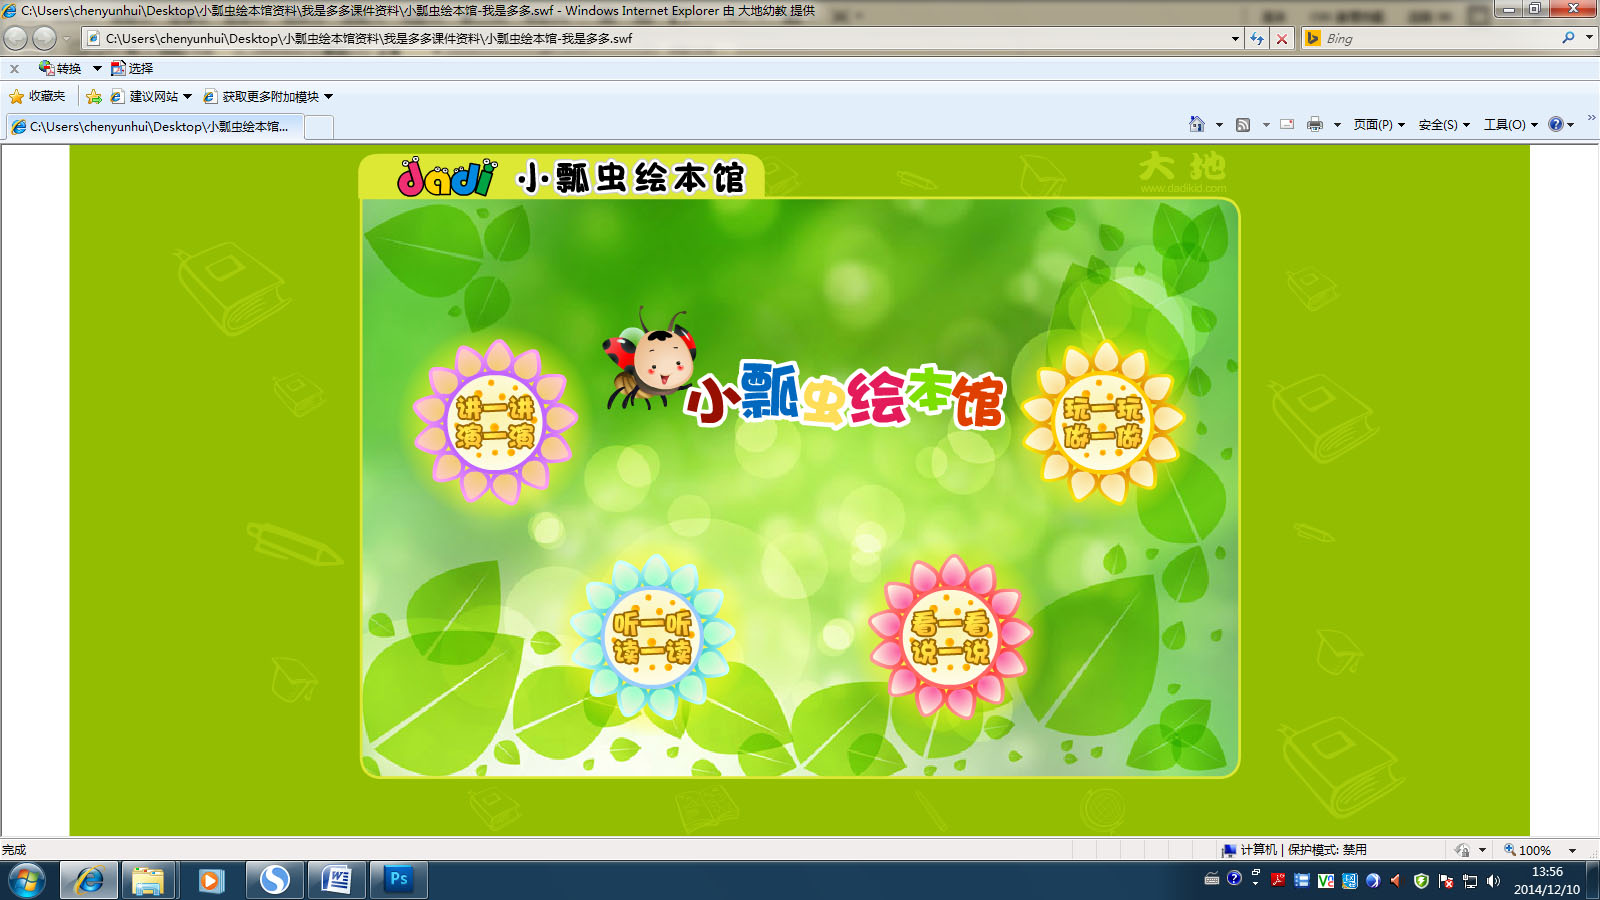 C:\Users\chenyunhui\Desktop\小瓢虫绘本馆资料\我是多多课件资料\小瓢虫绘本馆-我是多多.swf - Windows Internet Explorer 由 大地幼教 提供
C:\Users\chenyunhui\Desktop\小瓢虫绘本馆资料\我是多多课件资料\小瓢虫绘本馆-我是多多.swf
Bing
x 转换 选择
收藏夹 建议网站 获取更多附加模块
C:\Users\chenyunhui\Desktop\小瓢虫绘本馆...
页面(P) 安全(S) 工具(O)
dadi 小瓢虫绘本馆
大地
www.dadikid.com
小瓢虫绘本馆
讲一讲
演一演
玩一玩
做一做
听一听
读一读
看一看
说一说
完成
计算机 | 保护模式: 禁用
100%
Ps
13:56
2014/12/10